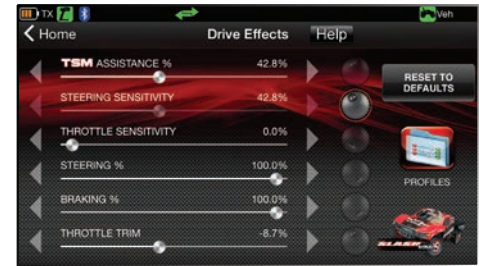 TX Veh
Home Drive Effects Help
TSM ASSISTANCE % 42.8%
RESET TO
DEFAULTS
STEERING SENSITIVITY 42.8%
THROTTLE SENSITIVITY 0.0%
STEERING % 100.0%
PROFILES
BRAKING % 100.0%
THROTTLE TRIM -8.7%
SLASH